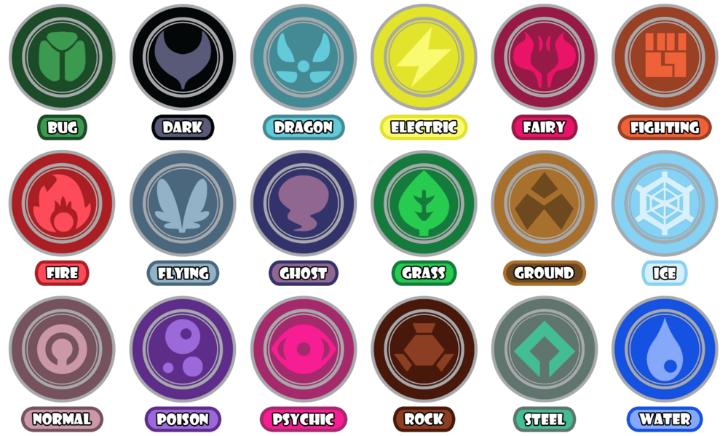 BUG
DARK
DRAGON
ELECTRIC
FAIRY
FIGHTING
FIRE
FLYING
GHOST
GRASS
GROUND
ICE
NORMAL
POISON
PSYCHIC
ROCK
STEEL
WATER